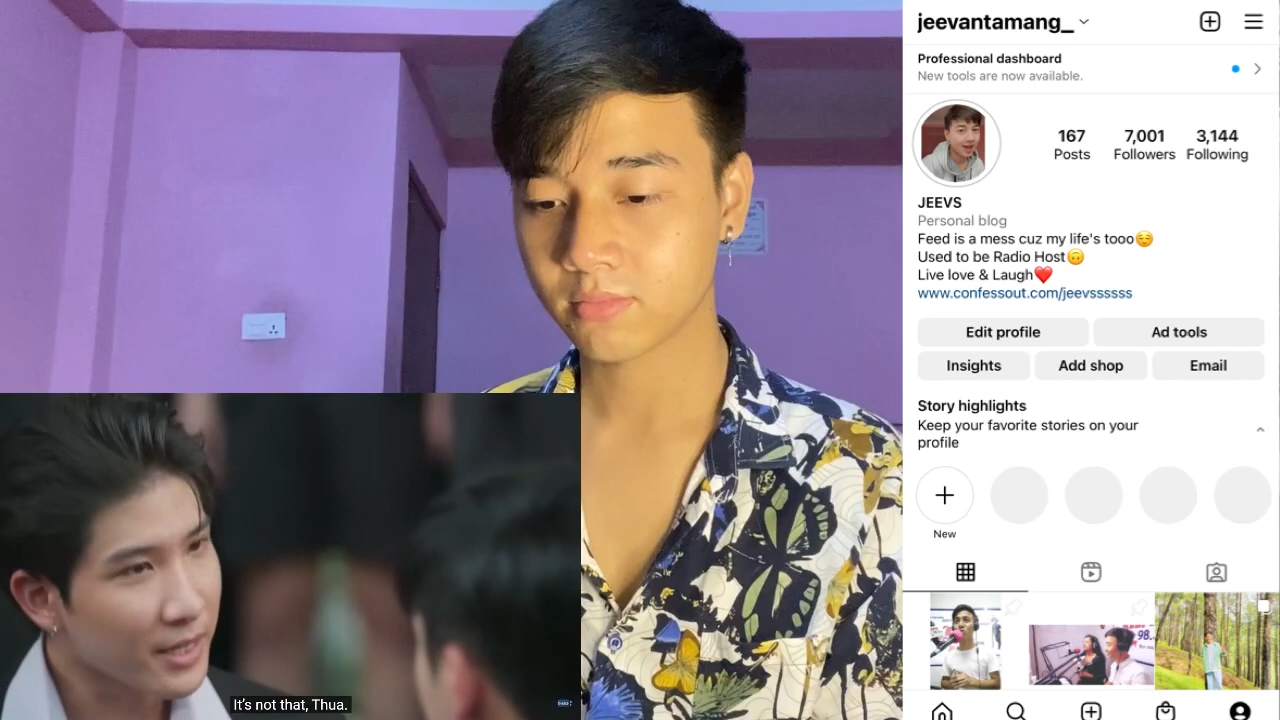 jeevantamang_
Professional dashboard
New tools are now available.
167
Posts
7,001
Followers
3,144
Following
JEEVS
Personal blog
Feed is a mess cuz my life's tooo😌
Used to be Radio Host🙃
Live love & Laugh❤️
www.confessout.com/jeevssssss
Edit profile
Ad tools
Insights
Add shop
Email
Story highlights
Keep your favorite stories on your
profile
New
98.
It's not that, Thua.